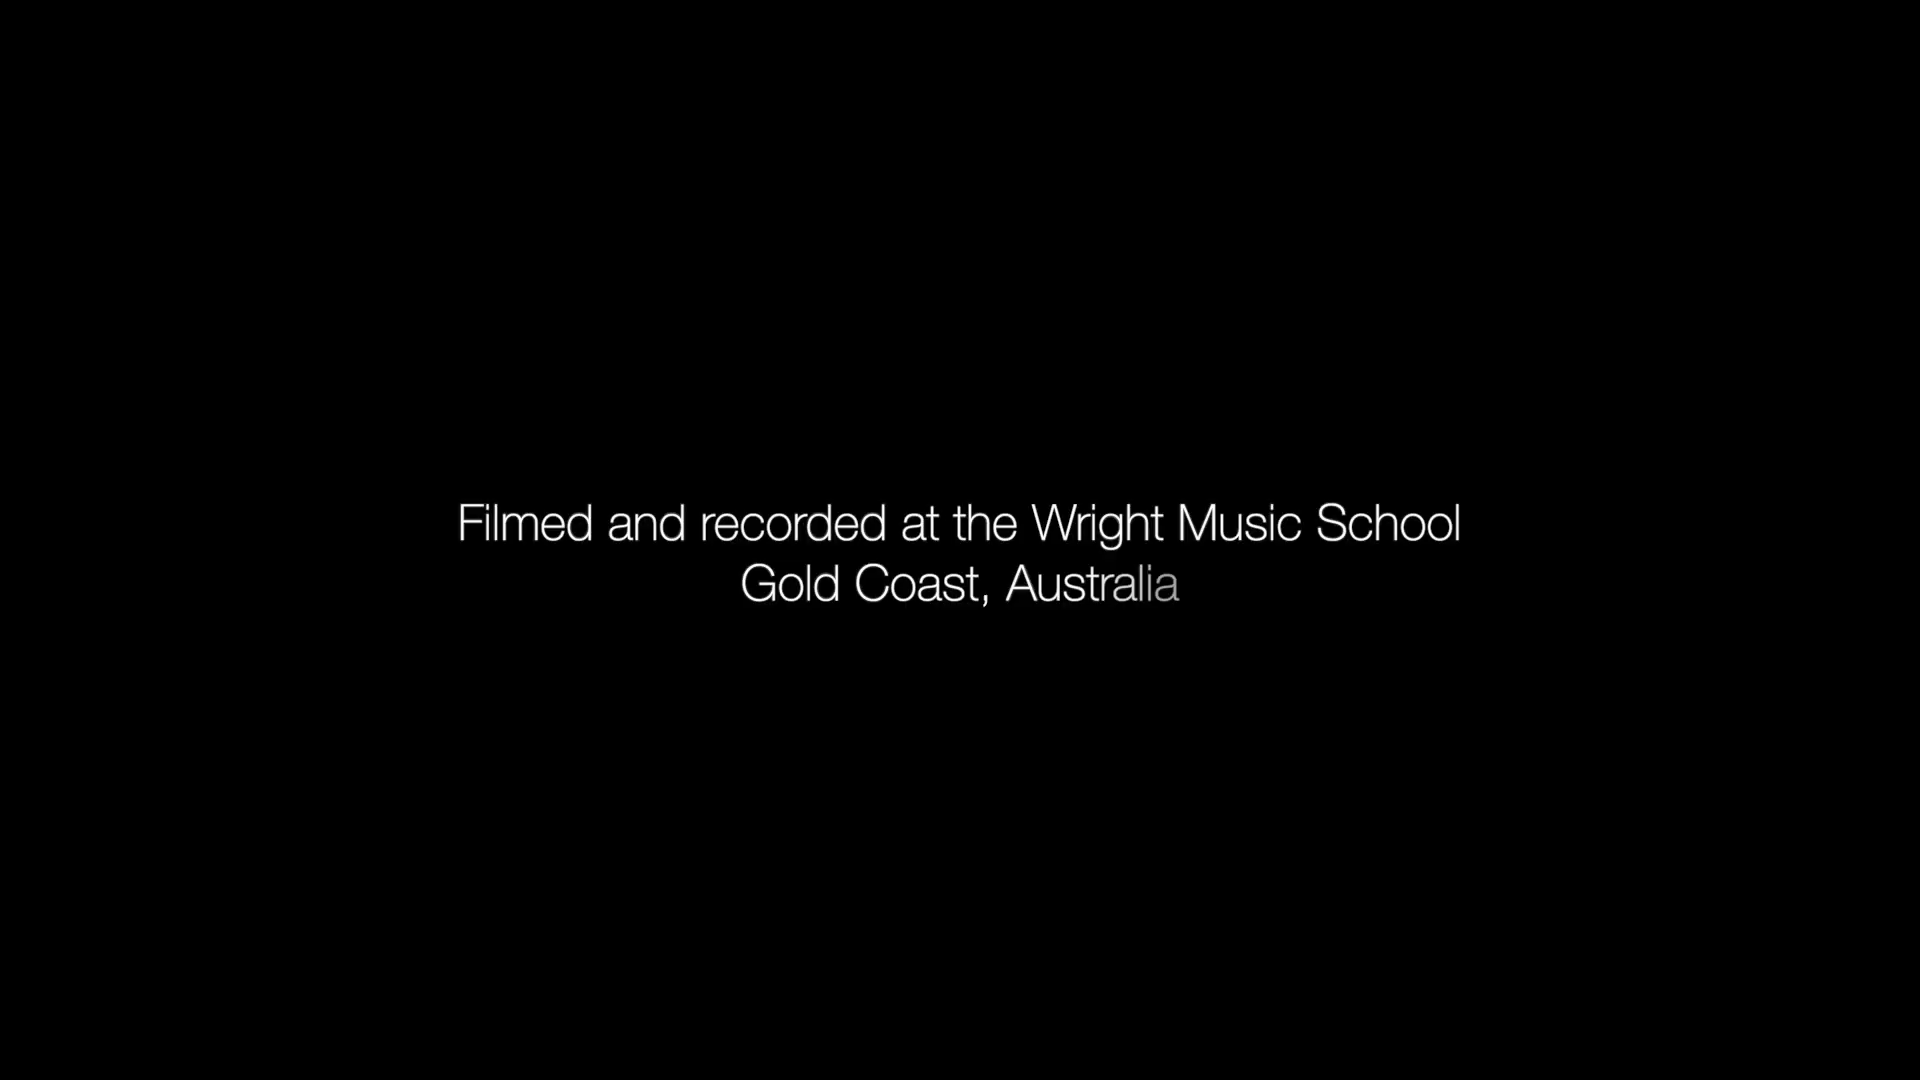 Filmed and recorded at the Wright Music School
Gold Coast, Australia